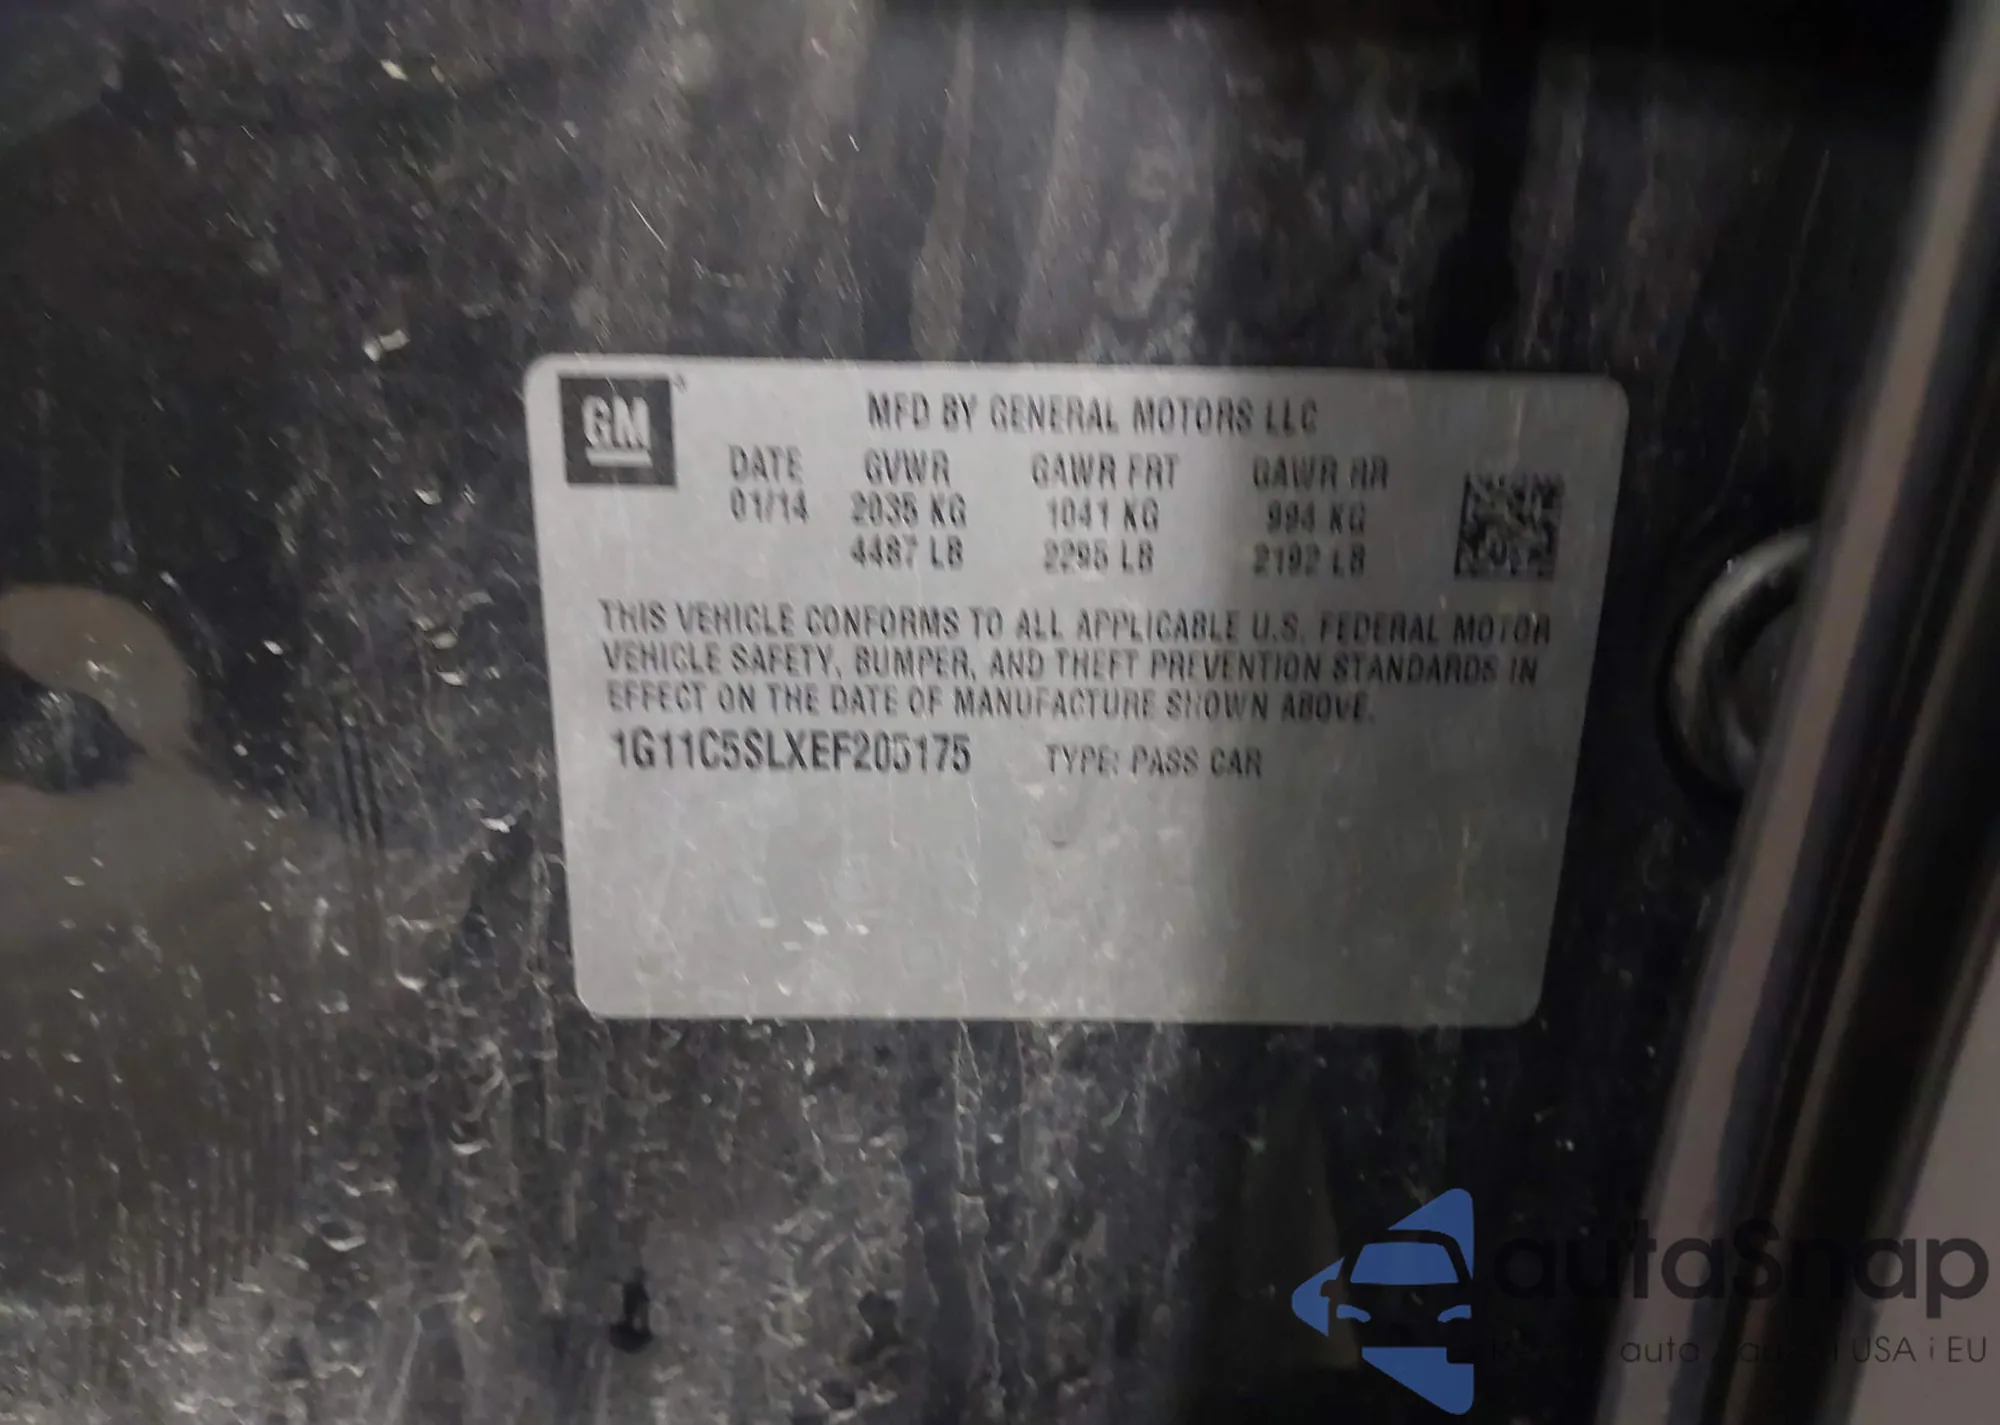 GM
MFD BY GENERAL MOTORS LLC
DATE GVWR GAWR FRT GAWR RR
01/14 2035 KG 1041 KG 994 KG
4487 LB 2295 LB 2192 LB
THIS VEHICLE CONFORMS TO ALL APPLICABLE U.S. FEDERAL MOTOR
VEHICLE SAFETY, BUMPER, AND THEFT PREVENTION STANDARDS IN
EFFECT ON THE DATE OF MANUFACTURE SHOWN ABOVE.
1G11C5SLXEF205175 TYPE: PASS CAR
autaSnap
auta USA i EU